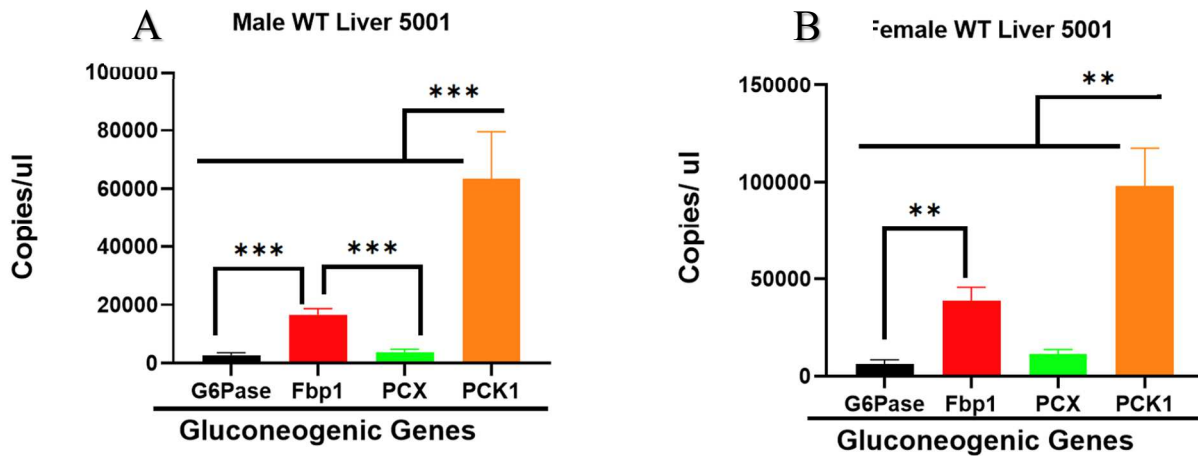 A
Male WT Liver 5001
100000
80000
60000
40000
20000
0
Copies/ul
***
***
***
G6Pase Fbp1 PCX PCK1
Gluconeogenic Genes
B
Female WT Liver 5001
150000
100000
50000
0
Copies/ ul
**
**
G6Pase Fbp1 PCX PCK1
Gluconeogenic Genes